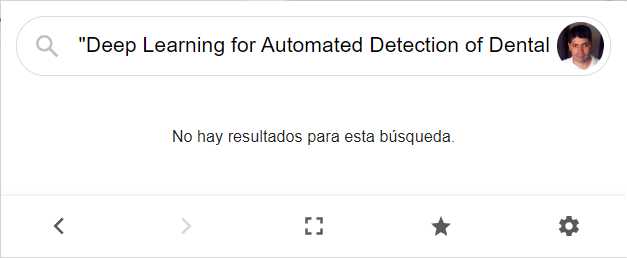 "Deep Learning for Automated Detection of Dental
No hay resultados para esta búsqueda.